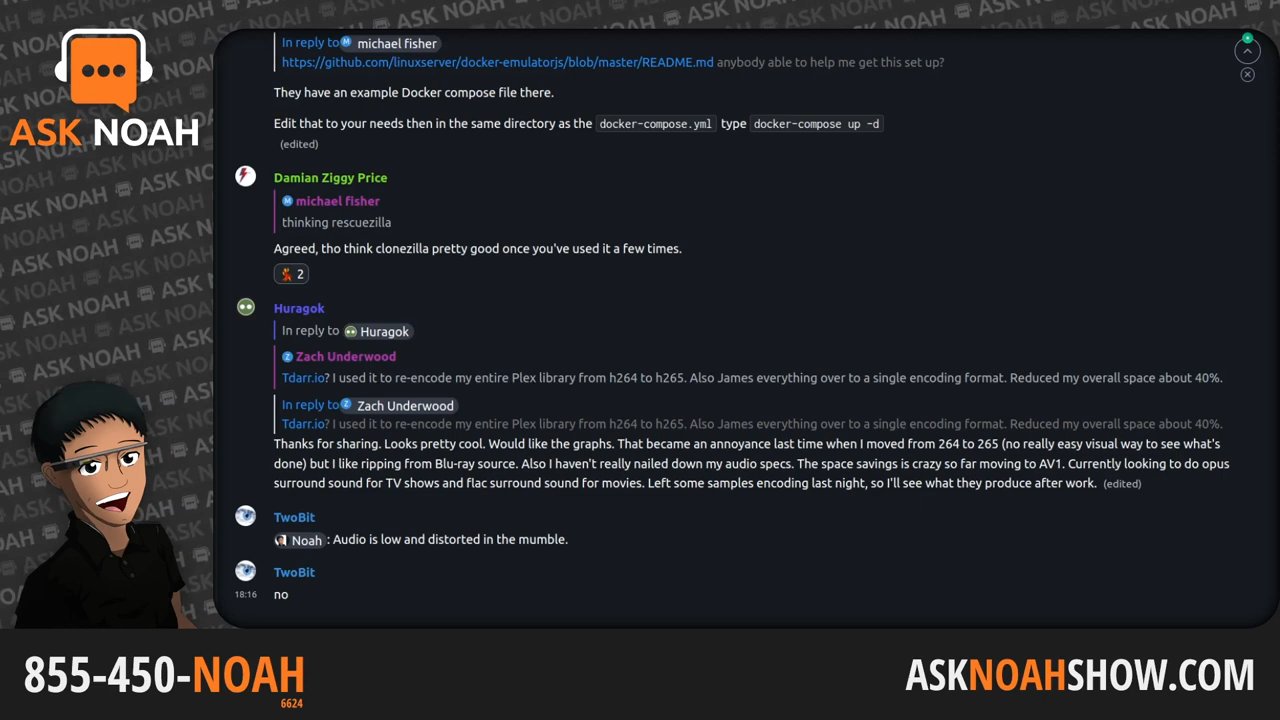 ASK NOAH
In reply to michael fisher
https://github.com/linuxserver/docker-emulatorjs/blob/master/README.md anybody able to help me get this set up?
They have an example Docker compose file there.
Edit that to your needs then in the same directory as the docker-compose.yml type docker-compose up -d
(edited)
Damian Ziggy Price
M michael fisher
thinking rescuezilla
Agreed, tho think clonezilla pretty good once you've used it a few times.
2
Huragok
In reply to Huragok
Z Zach Underwood
Tdarr.io? I used it to re-encode my entire Plex library from h264 to h265. Also James everything over to a single encoding format. Reduced my overall space about 40%.
In reply to Z Zach Underwood
Tdarr.io? I used it to re-encode my entire Plex library from h264 to h265. Also James everything over to a single encoding format. Reduced my overall space about 40%.
Thanks for sharing. Looks pretty cool. Would like the graphs. That became an annoyance last time when I moved from 264 to 265 (no really easy visual way to see what's
done) but I like ripping from Blu-ray source. Also I haven't really nailed down my audio specs. The space savings is crazy so far moving to AV1. Currently looking to do opus
surround sound for TV shows and flac surround sound for movies. Left some samples encoding last night, so I'll see what they produce after work. (edited)
TwoBit
Noah : Audio is low and distorted in the mumble.
TwoBit
18:16 no
855-450-NOAH
6624
ASKNOAHSHOW.COM